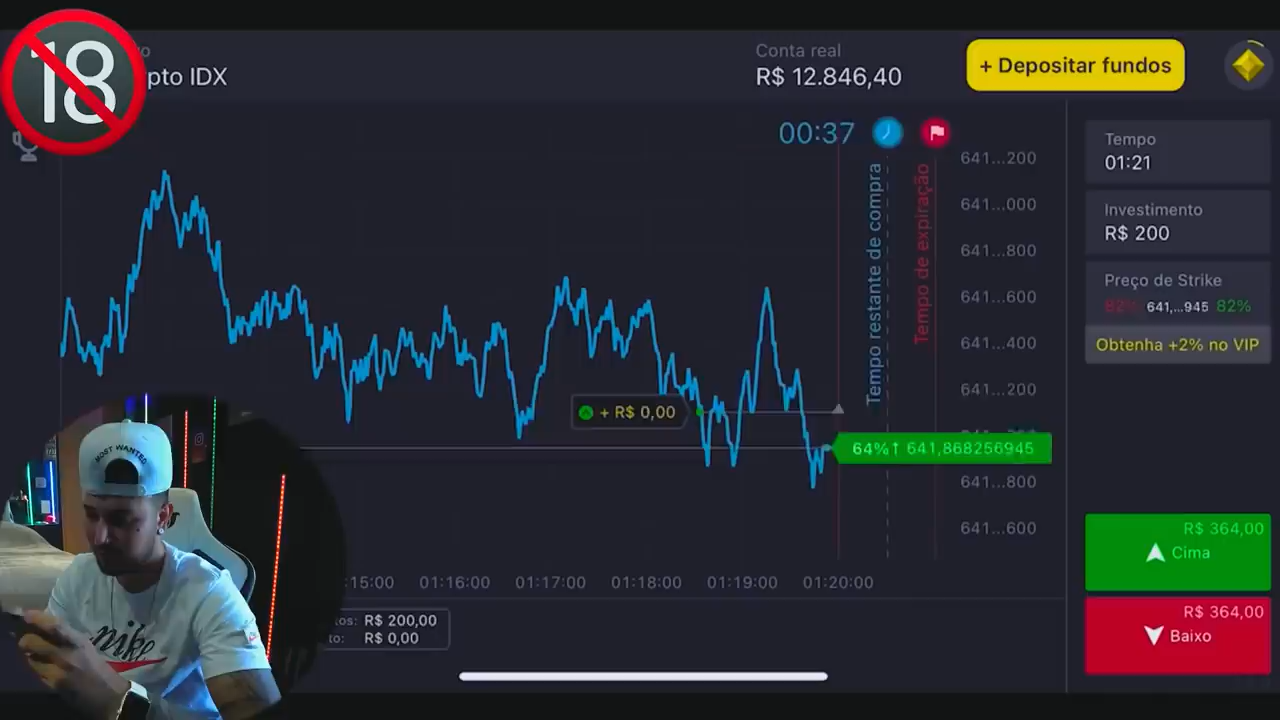 18
vo
pto IDX
Conta real
R$ 12.846,40
+ Depositar fundos
00:37
Tempo restante de compra
Tempo de expiração
641...200
641...000
641...800
641...600
641...400
641...200
64%↑ 641,868256945
641...800
641...600
+ R$ 0,00
Tempo
01:21
Investimento
R$ 200
Preço de Strike
82% 641,...945 82%
Obtenha +2% no VIP
R$ 364,00
Cima
R$ 364,00
Baixo
:15:00 01:16:00 01:17:00 01:18:00 01:19:00 01:20:00
tos: R$ 200,00
to: R$ 0,00
MOST WANTED
nike